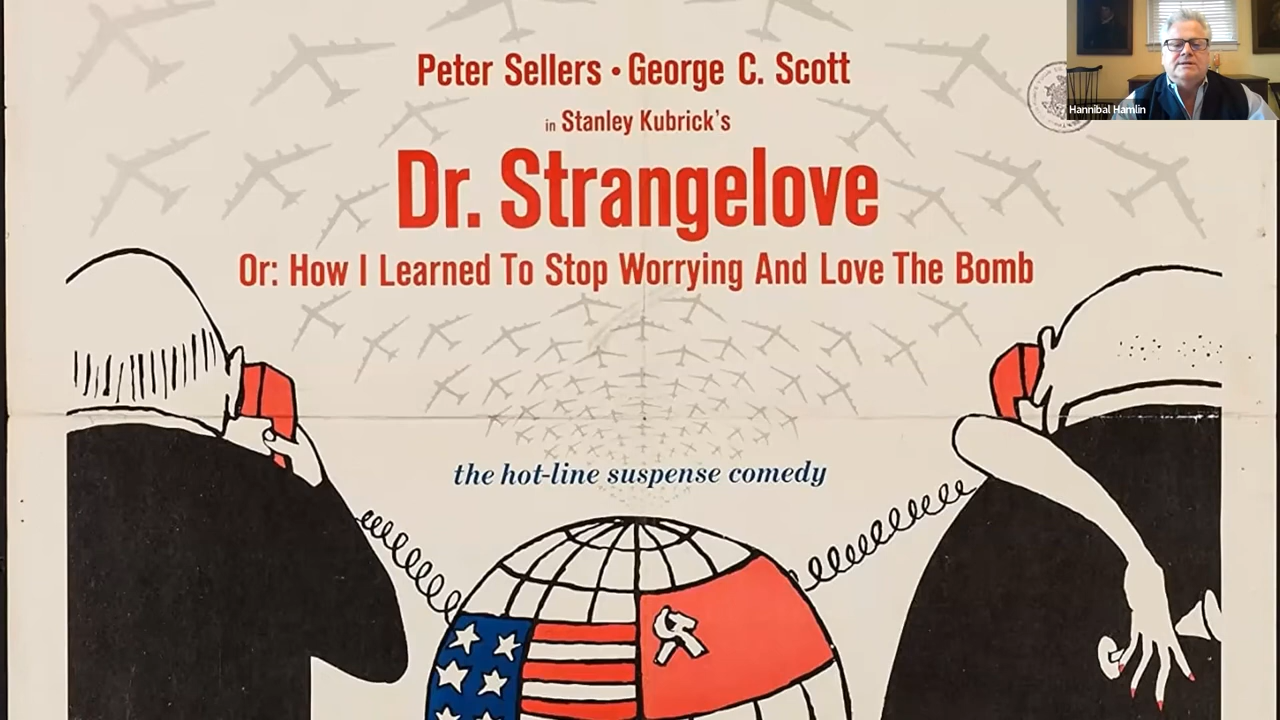 Peter Sellers • George C. Scott
in Stanley Kubrick's
Dr. Strangelove
Or: How I Learned To Stop Worrying And Love The Bomb
the hot-line suspense comedy
Hannibal Hamlin